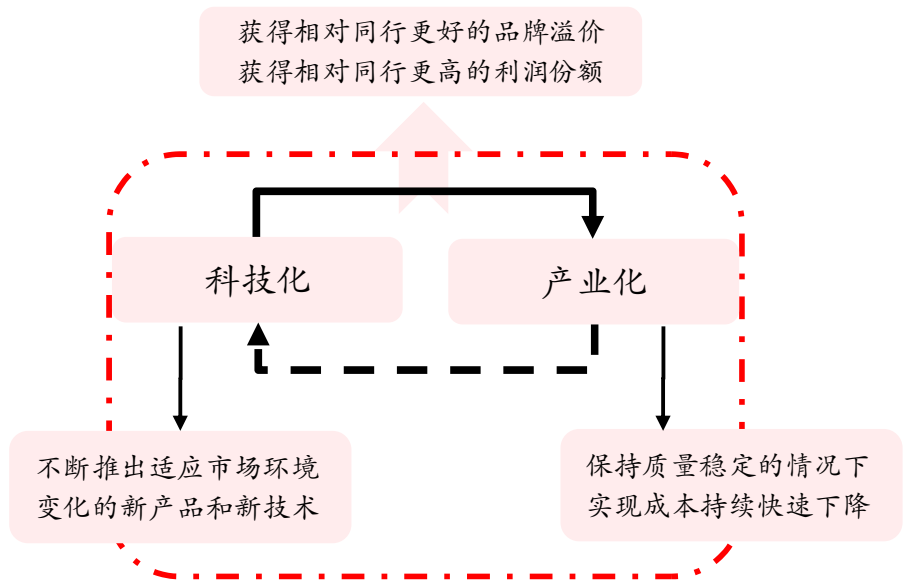 获得相对同行更好的品牌溢价
获得相对同行更高的利润份额
科技化
产业化
不断推出适应市场环境
变化的新产品和新技术
保持质量稳定的情况下
实现成本持续快速下降